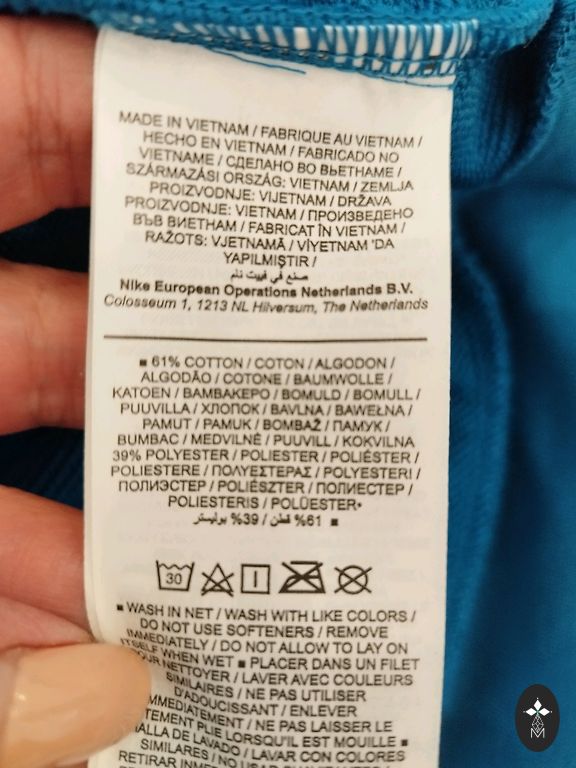 MADE IN VIETNAM / FABRIQUE AU VIETNAM /
HECHO EN VIETNAM / FABRICADO NO
VIETNAME / СДЕЛАНО ВО ВЬЕТНАМЕ /
SZÁRMAZÁSI ORSZÁG: VIETNAM / ZEMLJA
PROIZVODNJE: VIJETNAM / DRŽAVA
PROIZVODNJE: VIETNAM / ПРОИЗВЕДЕНО
ВЪВ ВИЕТНАМ / FABRICAT ÎN VIETNAM /
RAŽOTS: VJETNAMĀ / VİYETNAM 'DA
YAPILMIŞTIR /
صنع في فييت نام
Nike European Operations Netherlands B.V.
Colosseum 1, 1213 NL Hilversum, The Netherlands
■ 61% COTTON / COTON / ALGODON /
ALGODÃO / COTONE / BAUMWOLLE /
KATOEN / ΒΑΜΒΑΚΕΡΟ / BOMULD / BOMULL /
PUUVILLA / ХЛОПОК / BAVLNA / BAWEŁNA /
PAMUT / PAMUK / BOMBAŽ / ПАМУК /
BUMBAC / MEDVILNĖ / PUUVILL / KOKVILNA
39% POLYESTER / POLIESTER / POLIÉSTER /
POLIESTERE / ΠΟΛΥΕΣΤΕΡΑΣ / POLYESTERI /
ПОЛИЭСТЕР / POLIÉSZTER / ПОЛИЕСТЕР /
POLIESTERIS / POLÜESTER•
61% قطن / 39% بوليستر ■
30
■ WASH IN NET / WASH WITH LIKE COLORS /
DO NOT USE SOFTENERS / REMOVE
IMMEDIATELY / DO NOT ALLOW TO LAY ON
ITSELF WHEN WET ■ PLACER DANS UN FILET
POUR NETTOYER / LAVER AVEC COULEURS
SIMILAIRES / NE PAS UTILISER
D'ADOUCISSANT / ENLEVER
IMMEDIATEMENT / NE PAS LAISSER LE
PLIE LORSQU'IL EST MOUILLE ■
MALLA DE LAVADO / LAVAR CON COLORES
SIMILARES / NO USAR
RETIRAR
M